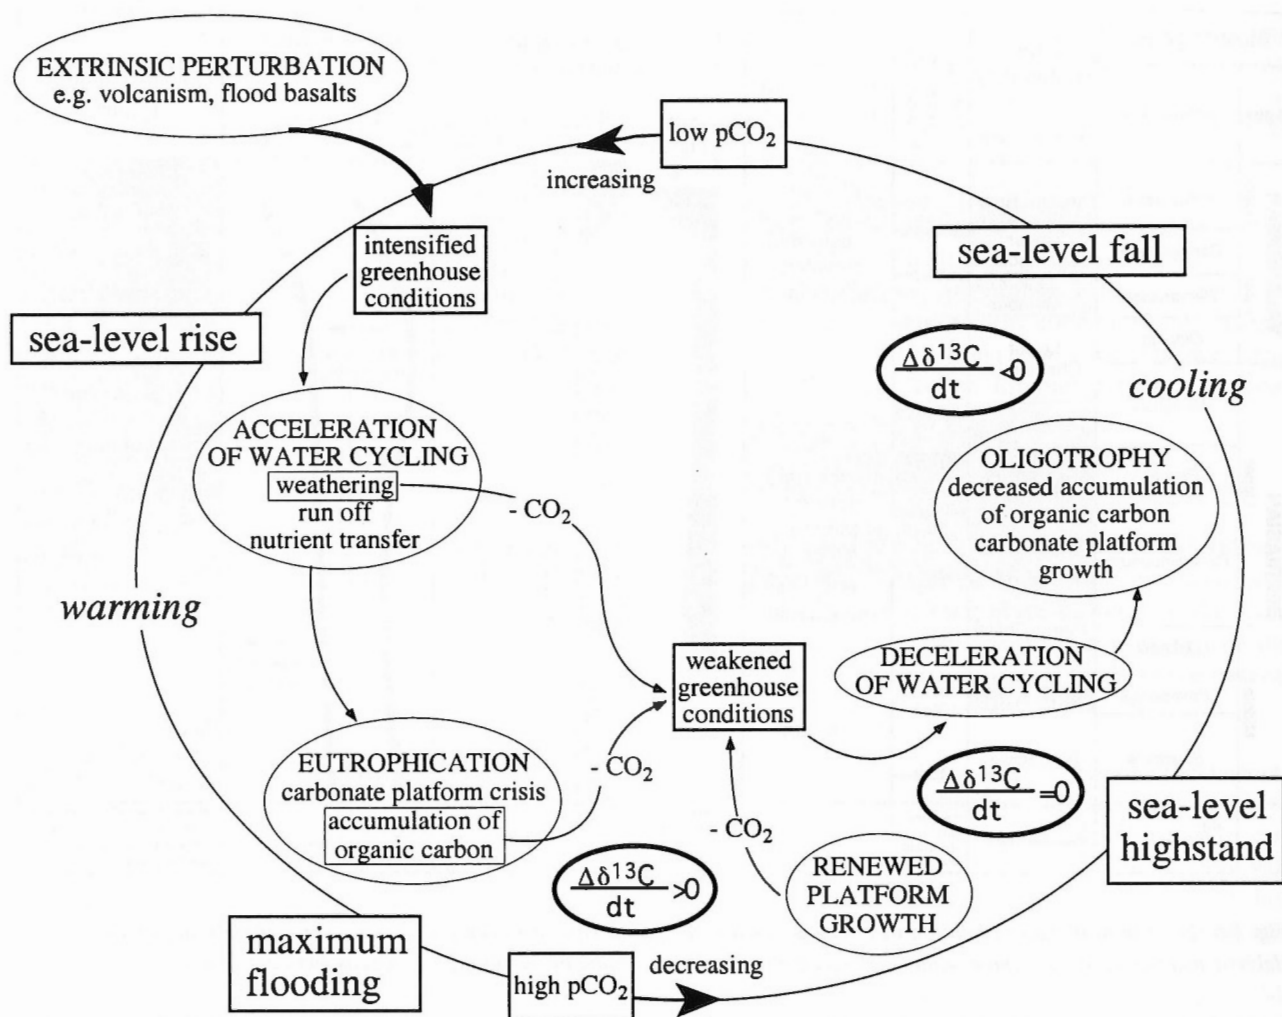 EXTRINSIC PERTURBATION
e.g. volcanism, flood basalts
low pCO₂
increasing
intensified
greenhouse
conditions
sea-level fall
sea-level rise
Δδ¹³C
dt
<0
cooling
ACCELERATION
OF WATER CYCLING
weathering
run off
nutrient transfer
- CO₂
OLIGOTROPHY
decreased accumulation
of organic carbon
carbonate platform
growth
warming
weakened
greenhouse
conditions
DECELERATION
OF WATER CYCLING
EUTROPHICATION
carbonate platform crisis
accumulation of
organic carbon
- CO₂
- CO₂
Δδ¹³C
dt
=0
sea-level
highstand
Δδ¹³C
dt
>0
RENEWED
PLATFORM
GROWTH
maximum
flooding
high pCO₂
decreasing